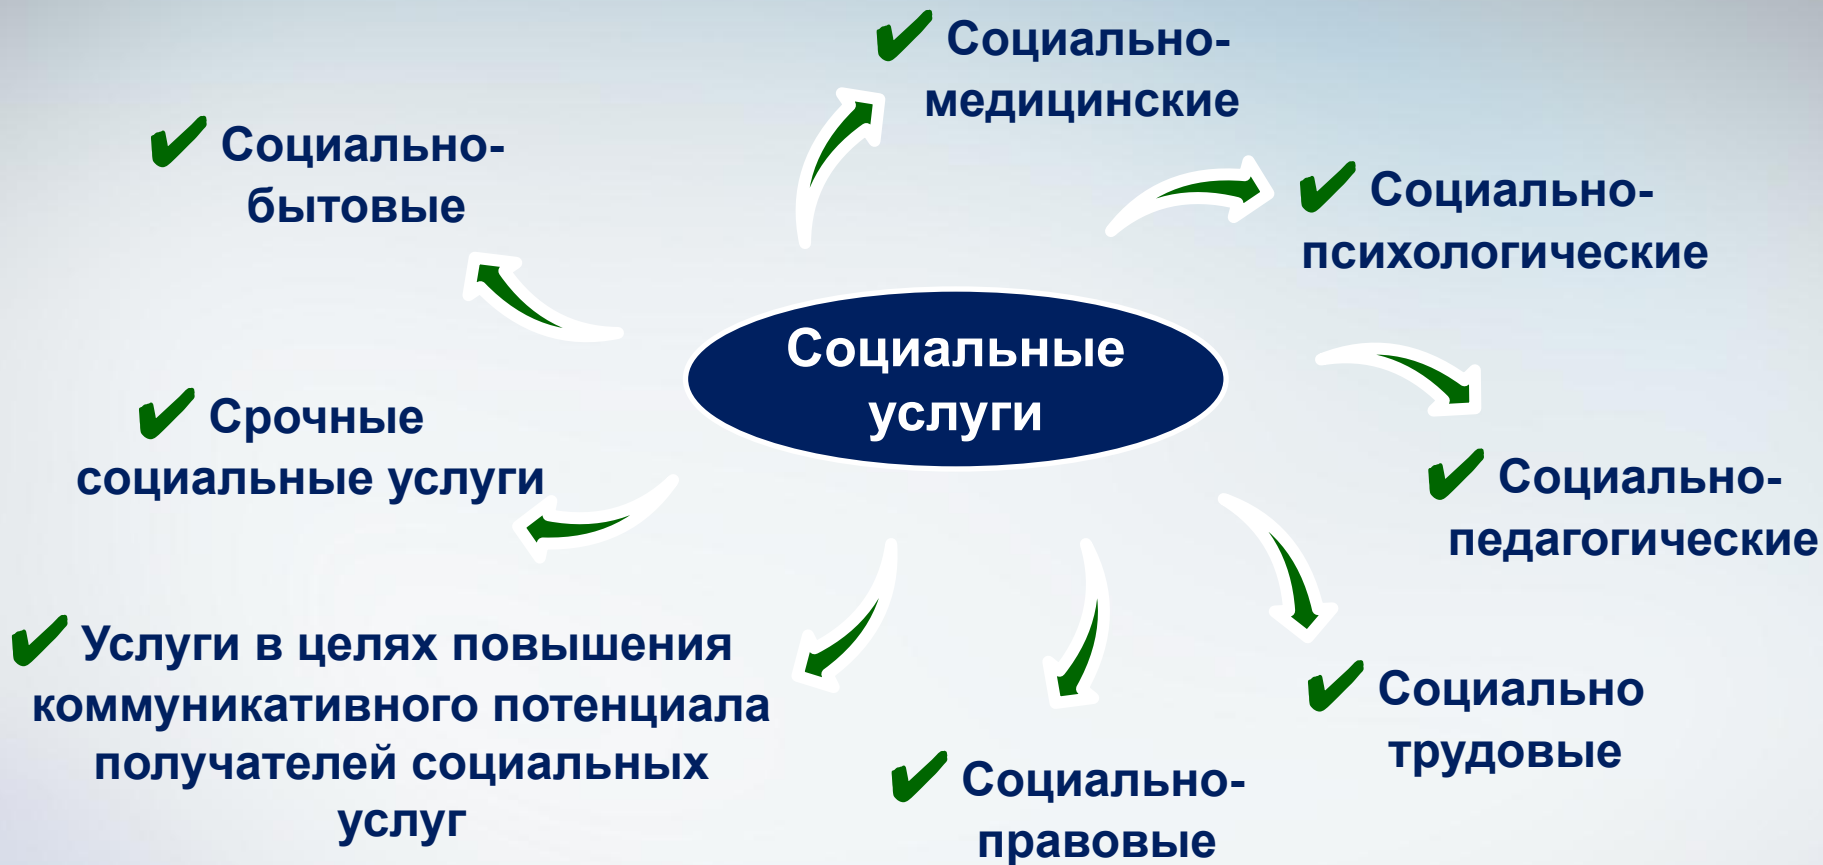 ✔ Социально-
медицинские
✔ Социально-
бытовые
✔ Социально-
психологические
Социальные
услуги
✔ Срочные
социальные услуги
✔ Социально-
педагогические
✔ Услуги в целях повышения
коммуникативного потенциала
получателей социальных
услуг
✔ Социально
трудовые
✔ Социально-
правовые